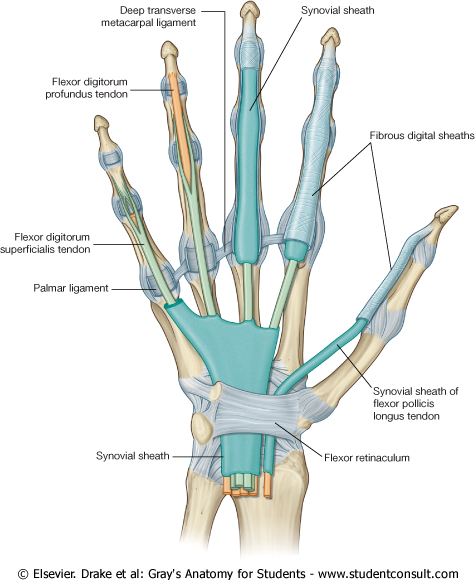 Deep transverse
metacarpal ligament
Synovial sheath
Flexor digitorum
profundus tendon
Fibrous digital sheaths
Flexor digitorum
superficialis tendon
Palmar ligament
Synovial sheath of
flexor pollicis
longus tendon
Synovial sheath
Flexor retinaculum
© Elsevier. Drake et al: Gray's Anatomy for Students - www.studentconsult.com